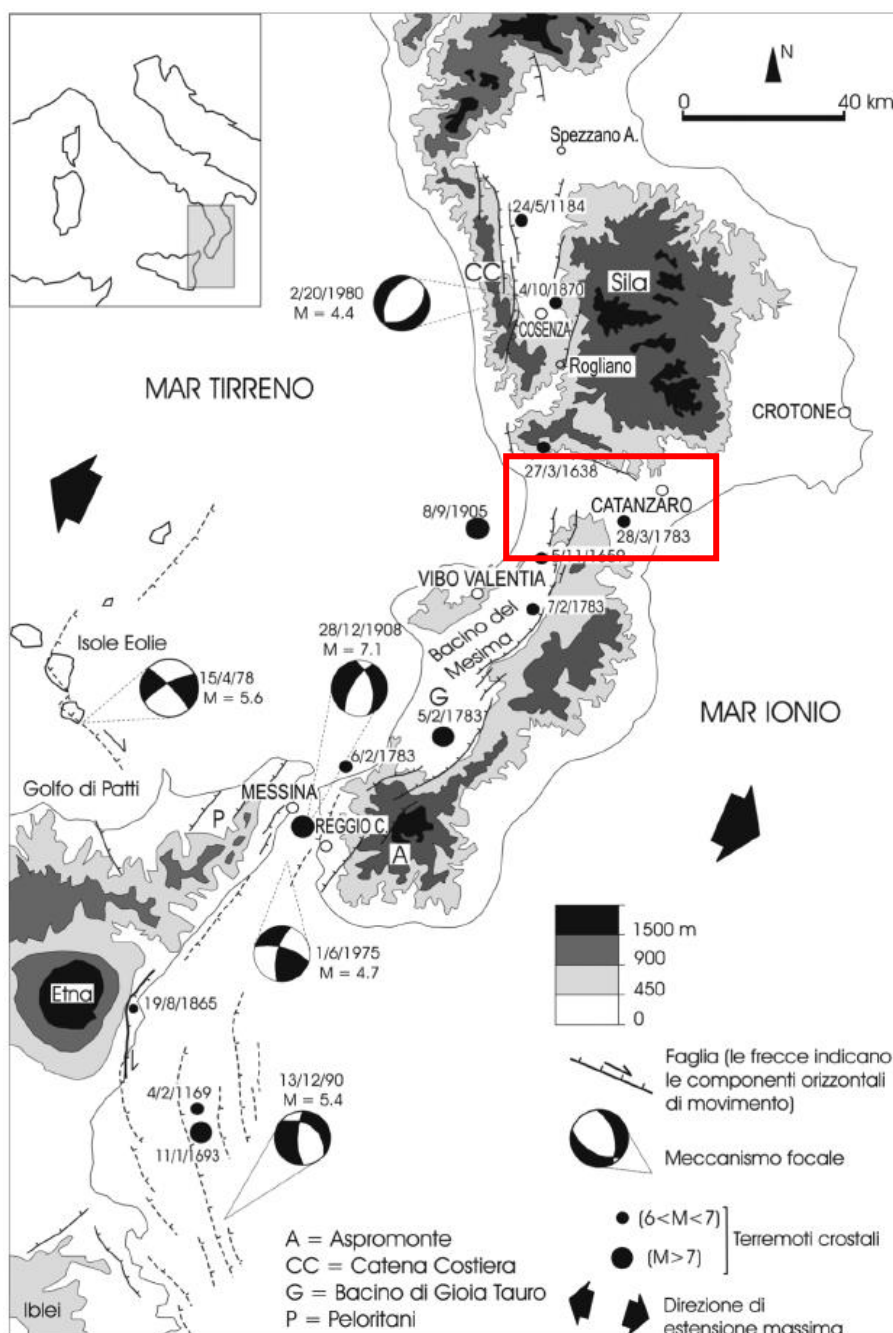 N
0
40 km
Spezzano A.
24/5/1184
CC
Sila
2/20/1980
M = 4.4
4/10/1870
COSENZA
Rogliano
MAR TIRRENO
CROTONE
27/3/1638
8/9/1905
CATANZARO
28/3/1783
5/11/1659
VIBO VALENTIA
7/2/1783
Bacino del
Mesima
28/12/1908
M = 7.1
Isole Eolie
15/4/78
M = 5.6
G
5/2/1783
MAR IONIO
6/2/1783
Golfo di Patti
MESSINA
P
REGGIO C.
A
1/6/1975
M = 4.7
1500 m
900
450
0
Etna
19/8/1865
Faglia (le frecce indicano
le componenti orizzontali
di movimento)
13/12/90
M = 5.4
4/2/1169
11/1/1693
Meccanismo focale
(6<M<7)
(M>7)
Terremoti crostali
A = Aspromonte
CC = Catena Costiera
G = Bacino di Gioia Tauro
P = Peloritani
Iblei
Direzione di
estensione massima